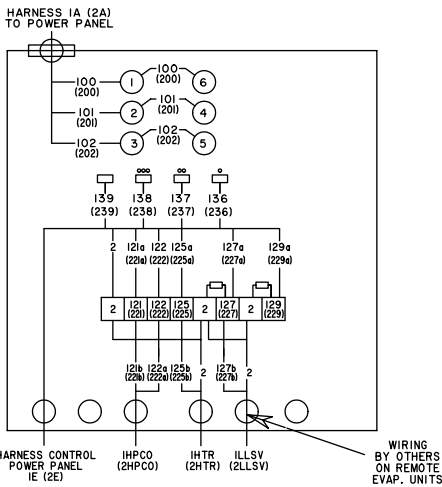 HARNESS 1A (2A)
TO POWER PANEL
100
(200)
1
100
(200)
6
101
(201)
2
101
(201)
4
102
(202)
3
102
(202)
5
139 138 137 136
(239) (238) (237) (236)
2 121a 122 125a 127a 129a
(221a) (222) (225a) (227a) (229a)
2 121 122 125 2 127 2 129
(221) (222) (225) (227) (229)
121b 122a 125b 2 127b 2
(221b) (222a) (225b) (227b)
HARNESS CONTROL
POWER PANEL
1E (2E)
1HPCO
(2HPCO)
1HTR
(2HTR)
1LLSV
(2LLSV)
WIRING
BY OTHERS
ON REMOTE
EVAP. UNITS